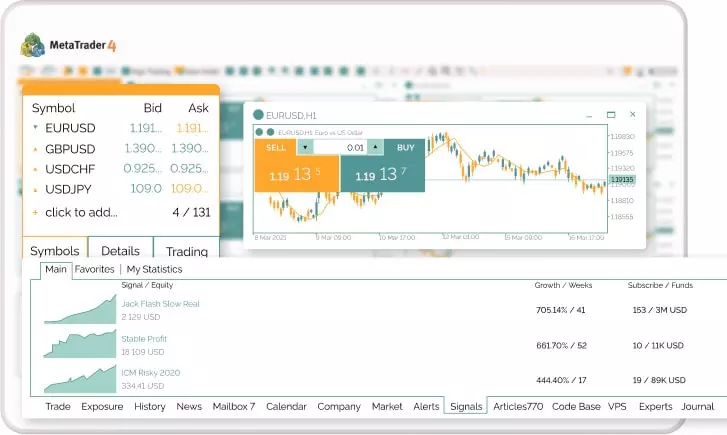 MetaTrader 4
Symbol Bid Ask
EURUSD 1.191... 1.191...
GBPUSD 1.390... 1.390...
USDCHF 0.925... 0.925...
USDJPY 109.0 109.0...
click to add... 4 / 131
Symbols Details Trading
EURUSD,H1
EURUSD,H1: Euro vs US Dollar
SELL 0.01 BUY
1.19 13 5 1.19 13 7
1.19830
1.19575
1.19320
1.19135
1.19065
1.18810
1.18555
8 Mar 2021 9 Mar 09:00 10 Mar 17:00 12 Mar 01:00 15 Mar 09:00 16 Mar 17:00
Main Favorites | My Statistics
Signal / Equity Growth / Weeks Subscribe / Funds
Jack Flash Slow Real
2 129 USD 705.14% / 41 153 / 3M USD
Stable Profit
18 109 USD 661.70% / 52 10 / 11K USD
ICM Risky 2020
334.41 USD 444.40% / 17 19 / 89K USD
Trade Exposure History News Mailbox 7 Calendar Company Market Alerts Signals Articles770 Code Base VPS Experts Journal